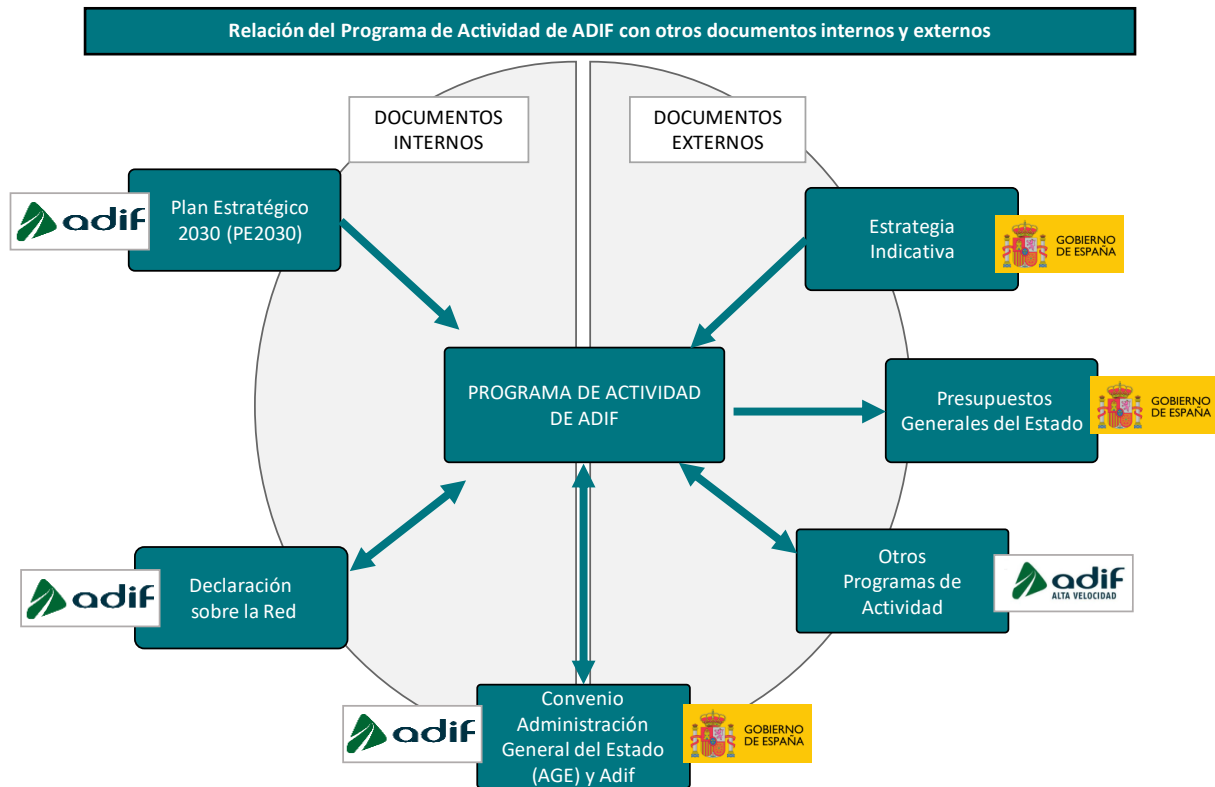 Relación del Programa de Actividad de ADIF con otros documentos internos y externos
DOCUMENTOS
INTERNOS
DOCUMENTOS
EXTERNOS
adif
Plan Estratégico
2030 (PE2030)
Estrategia
Indicativa
GOBIERNO
DE ESPAÑA
PROGRAMA DE ACTIVIDAD
DE ADIF
Presupuestos
Generales del Estado
GOBIERNO
DE ESPAÑA
adif
Declaración
sobre la Red
Otros
Programas de
Actividad
adif
ALTA VELOCIDAD
adif
Convenio
Administración
General del Estado
(AGE) y Adif
GOBIERNO
DE ESPAÑA